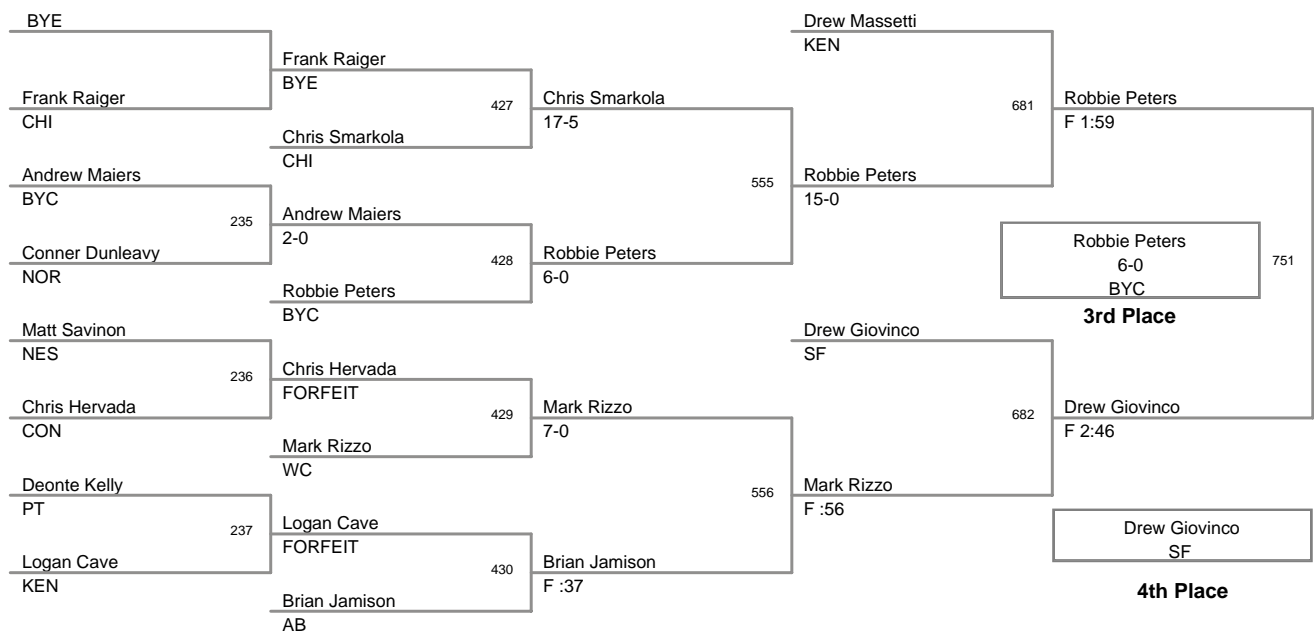 BYE
Frank Raiger
CHI
Andrew Maiers
BYC
235
Conner Dunleavy
NOR
Matt Savinon
NES
236
Chris Hervada
CON
Deonte Kelly
PT
237
Logan Cave
KEN
Frank Raiger
BYE
427
Chris Smarkola
CHI
Andrew Maiers
2-0
428
Robbie Peters
BYC
Chris Hervada
FORFEIT
429
Mark Rizzo
WC
Logan Cave
FORFEIT
430
Brian Jamison
AB
Chris Smarkola
17-5
555
Robbie Peters
6-0
Mark Rizzo
7-0
556
Brian Jamison
F :37
Drew Massetti
KEN
681
Robbie Peters
15-0
Drew Giovinco
SF
682
Mark Rizzo
F :56
Robbie Peters
F 1:59
751
Drew Giovinco
F 2:46
Robbie Peters
6-0
BYC
3rd Place
Drew Giovinco
SF
4th Place